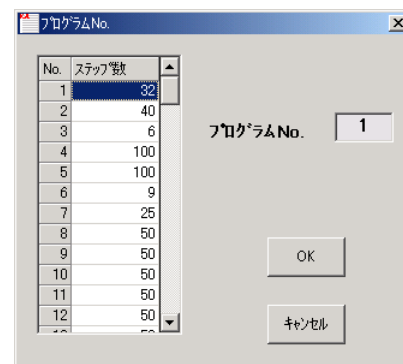 ﾌﾟﾛｸﾞﾗﾑNo.
No. ｽﾃｯﾌﾟ数
1 32
2 40
3 6
ﾌﾟﾛｸﾞﾗﾑNo. 1
4 100
5 100
6 9
7 25
8 50
9 50
OK
10 50
11 50
12 50
ｷｬﾝｾﾙ